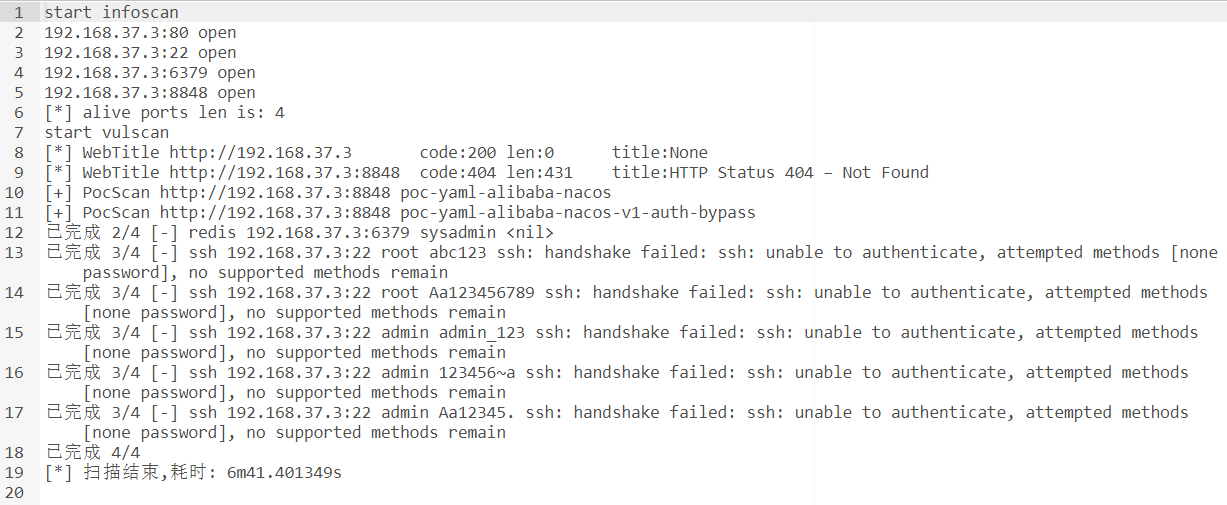 1 start infoscan
2 192.168.37.3:80 open
3 192.168.37.3:22 open
4 192.168.37.3:6379 open
5 192.168.37.3:8848 open
6 [*] alive ports len is: 4
7 start vulscan
8 [*] WebTitle http://192.168.37.3       code:200 len:0      title:None
9 [*] WebTitle http://192.168.37.3:8848  code:404 len:431    title:HTTP Status 404 – Not Found
10 [+] PocScan http://192.168.37.3:8848 poc-yaml-alibaba-nacos
11 [+] PocScan http://192.168.37.3:8848 poc-yaml-alibaba-nacos-v1-auth-bypass
12 已完成 2/4 [-] redis 192.168.37.3:6379 sysadmin <nil>
13 已完成 3/4 [-] ssh 192.168.37.3:22 root abc123 ssh: handshake failed: ssh: unable to authenticate, attempted methods [none
password], no supported methods remain
14 已完成 3/4 [-] ssh 192.168.37.3:22 root Aa123456789 ssh: handshake failed: ssh: unable to authenticate, attempted methods
[none password], no supported methods remain
15 已完成 3/4 [-] ssh 192.168.37.3:22 admin admin_123 ssh: handshake failed: ssh: unable to authenticate, attempted methods
[none password], no supported methods remain
16 已完成 3/4 [-] ssh 192.168.37.3:22 admin 123456~a ssh: handshake failed: ssh: unable to authenticate, attempted methods
[none password], no supported methods remain
17 已完成 3/4 [-] ssh 192.168.37.3:22 admin Aa12345. ssh: handshake failed: ssh: unable to authenticate, attempted methods
[none password], no supported methods remain
18 已完成 4/4
19 [*] 扫描结束,耗时: 6m41.401349s
20